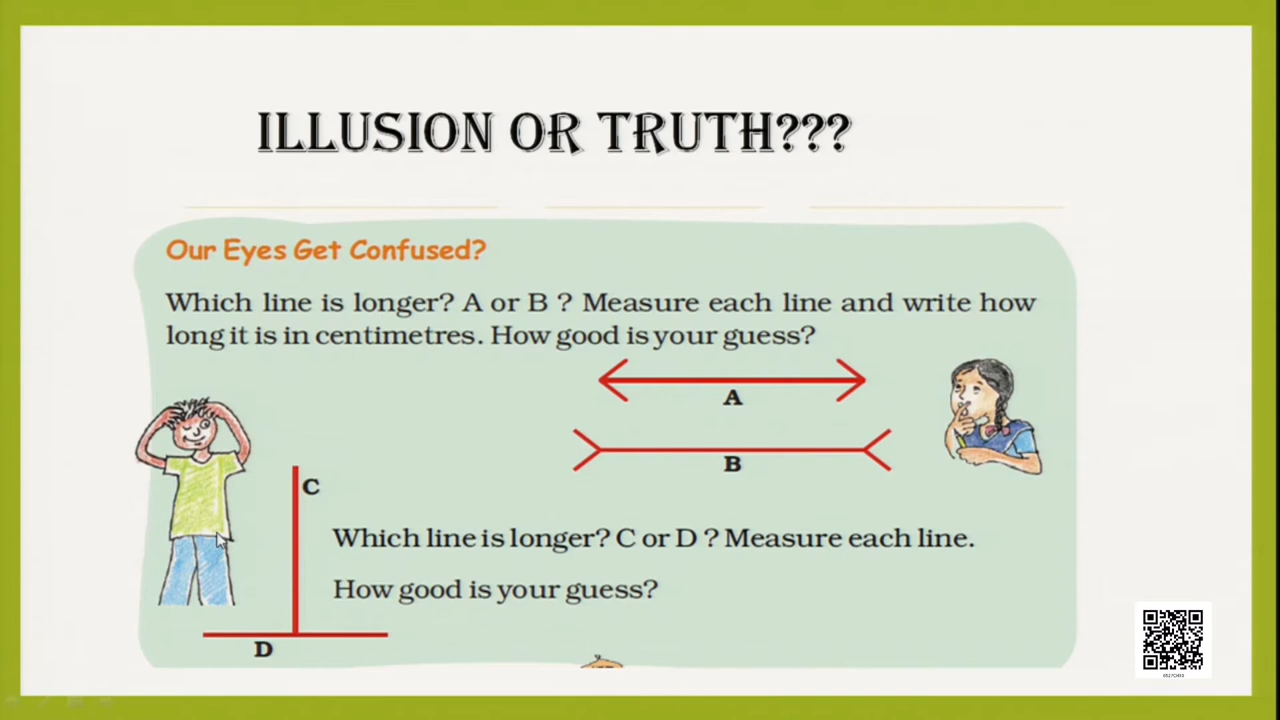 ILLUSION OR TRUTH???
Our Eyes Get Confused?
Which line is longer? A or B ? Measure each line and write how
long it is in centimetres. How good is your guess?
A
B
C
Which line is longer? C or D ? Measure each line.
How good is your guess?
D